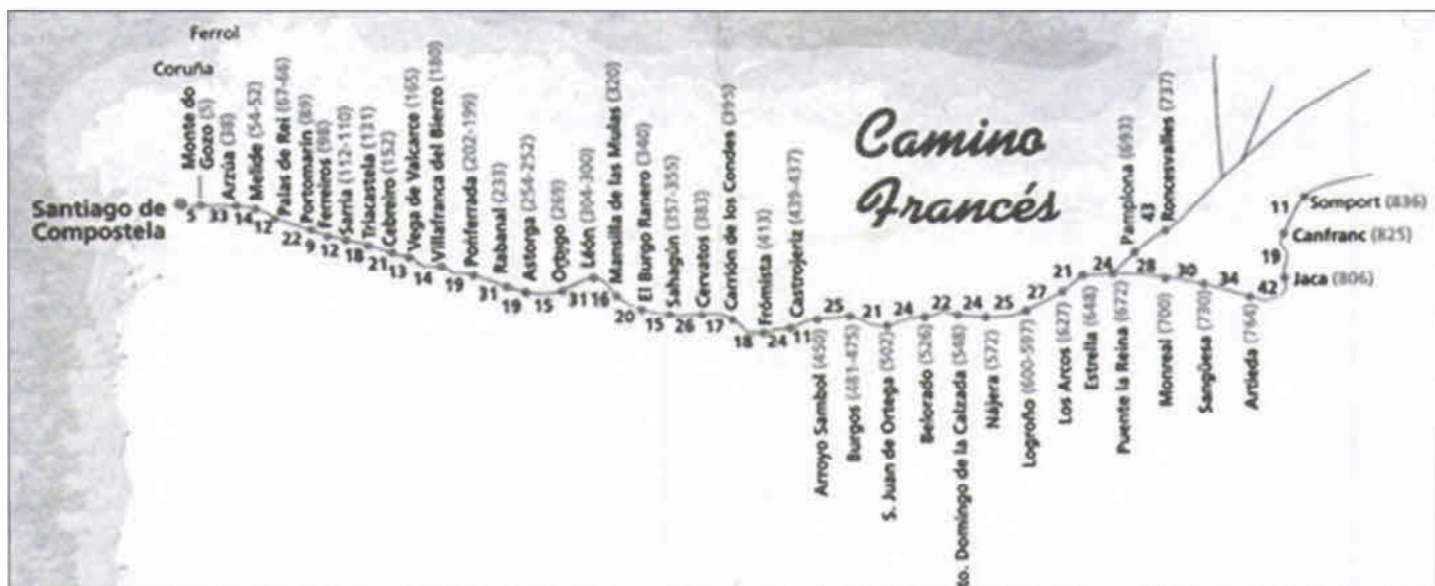 Ferrol
Coruña
Camino
Francés
Santiago de
Compostela
Monte do
Gozo (5)
Arzúa (38)
Melide (54-52)
Palas de Rei (67-66)
Portomarín (89)
Ferreiros (98)
Sarria (112-110)
Triacastela (131)
Cebreiro (152)
Vega de Valcarce (165)
Villafranca del Bierzo (180)
Ponferrada (202-199)
Rabanal (233)
Astorga (254-252)
Ortego (269)
Léón (304-300)
Mansilla de las Mulas (320)
El Burgo Ranero (340)
Sahagún (357-355)
Cervatos (383)
Carrión de los Condes (395)
Frómista (413)
Castrojeriz (439-437)
Arroyo Sambol (450)
Burgos (481-475)
S. Juan de Ortega (502)
Belorado (526)
to. Domingo de la Calzada (548)
Nájera (572)
Logroño (600-597)
Los Arcos (627)
Estrella (648)
Puente la Reina (672)
Pamplona (693)
Roncesvalles (737)
Monreal (700)
Sangüesa (730)
Artieda (764)
Jaca (806)
Canfranc (825)
Somport (836)
5 33 14 12 22 9 12 18 21 13 14 19 31 19 15 31 16 20 15 26 17 18 24 11 25 21 24 22 24 25 27 21 24 43 28 30 34 42 19 11